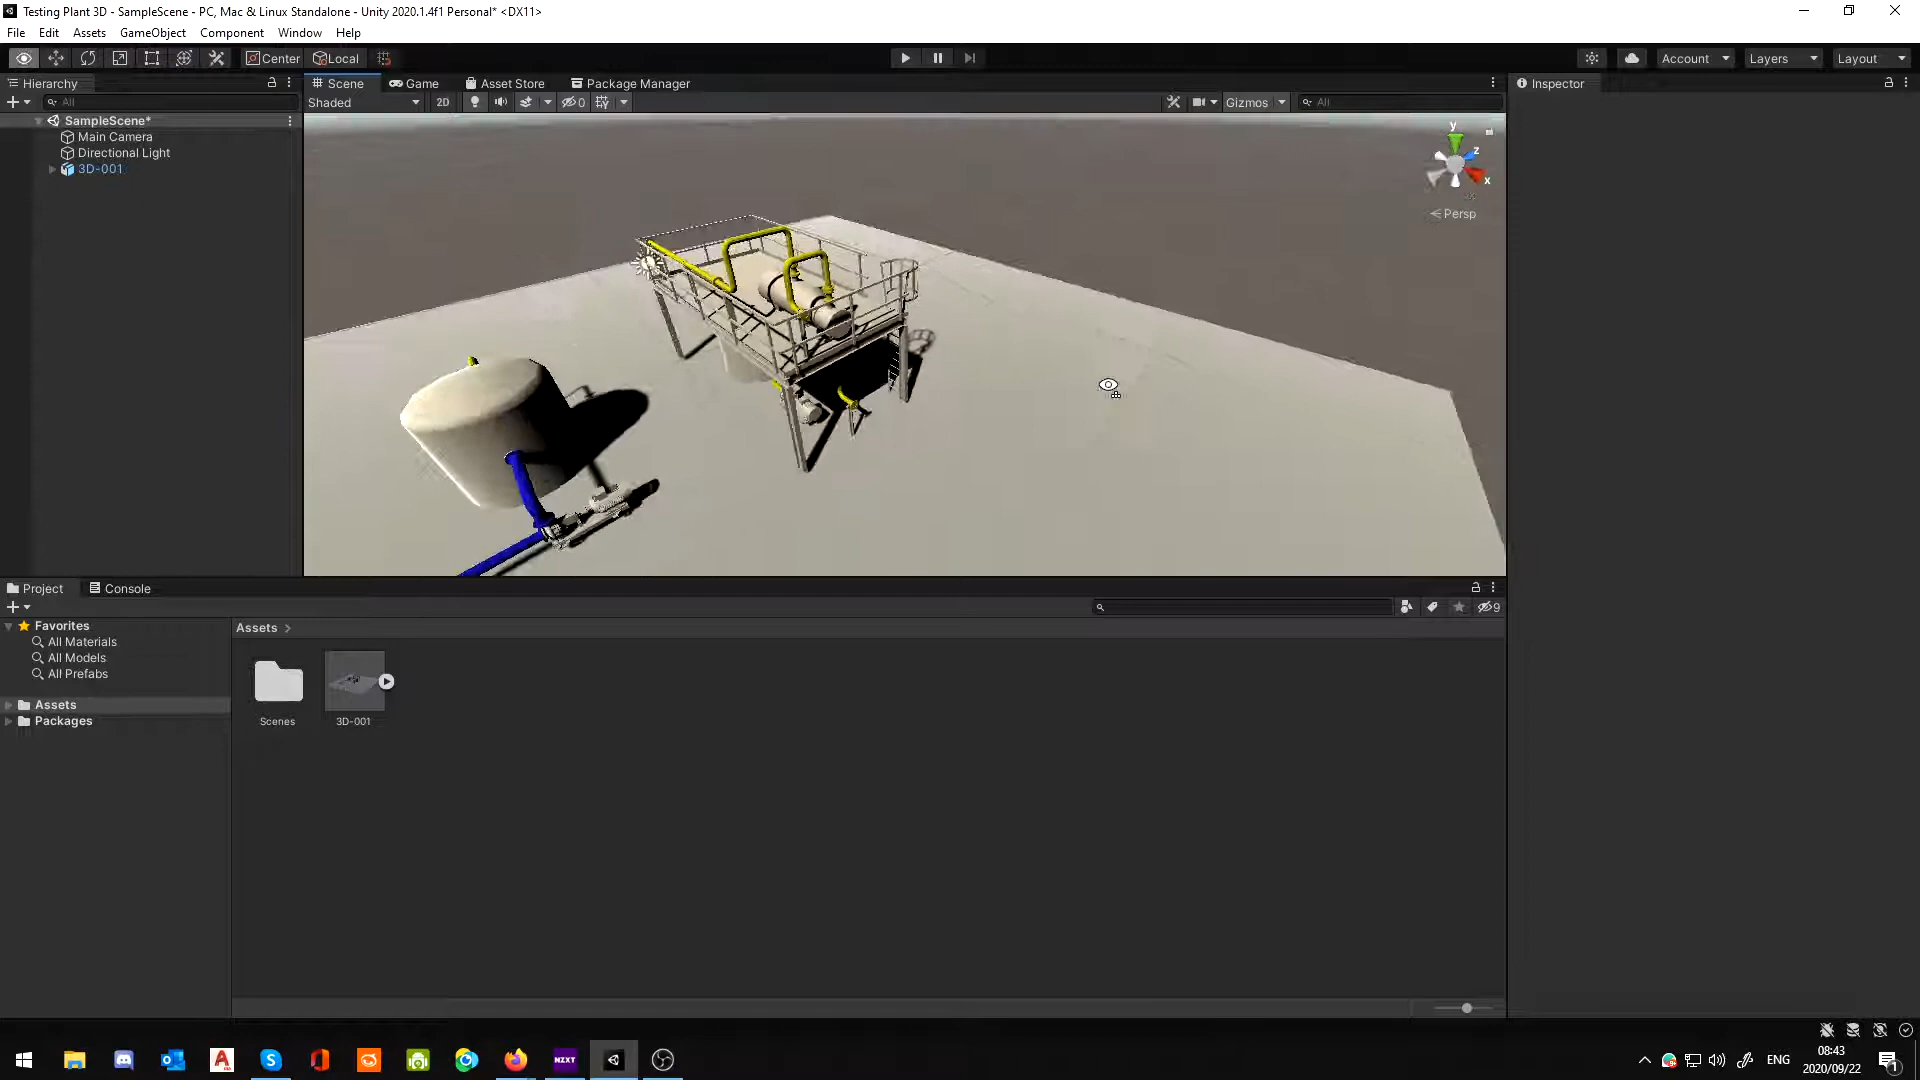 Testing Plant 3D - SampleScene - PC, Mac & Linux Standalone - Unity 2020.1.4f1 Personal* <DX11>
File Edit Assets GameObject Component Window Help
Center Local Account Layers Layout
Hierarchy Scene Game Asset Store Package Manager Inspector
All Shaded 2D 0 Gizmos All
SampleScene*
Main Camera
Directional Light
3D-001
y
z
x
Persp
Project Console
9
Favorites
Assets >
All Materials
All Models
All Prefabs
Assets
Packages
Scenes 3D-001
NZXT ENG
08:43
2020/09/22
1